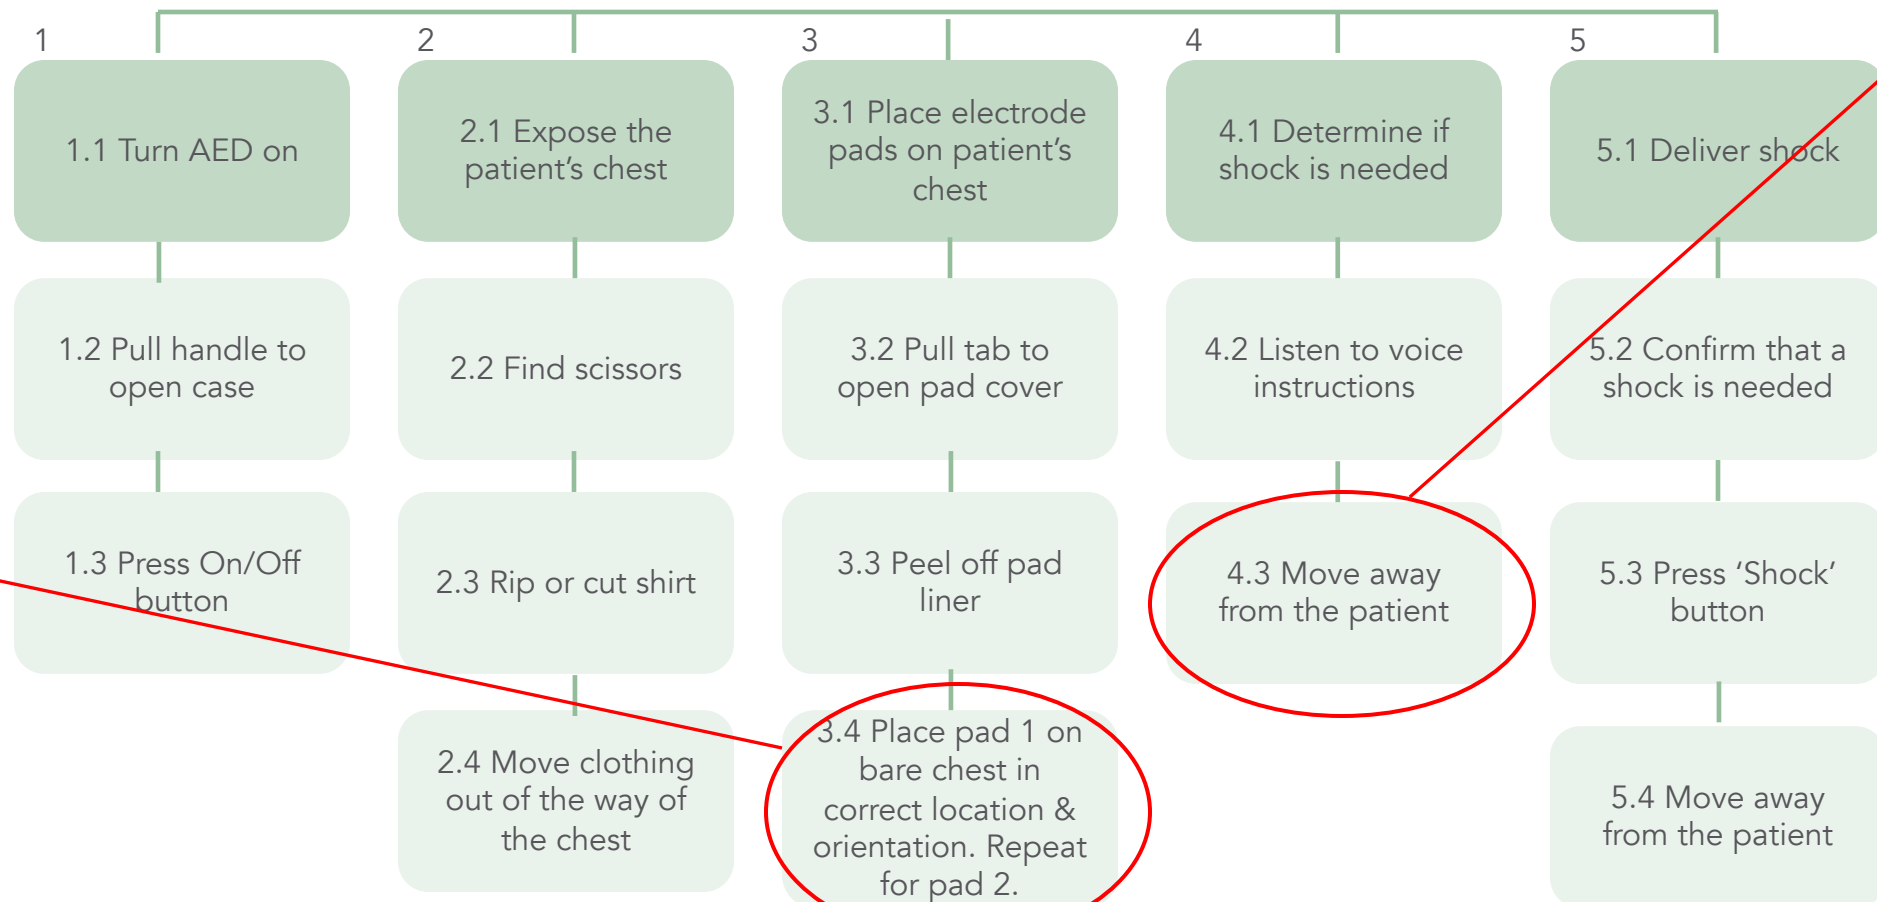 1
2
3
4
5
1.1 Turn AED on
2.1 Expose the
patient’s chest
3.1 Place electrode
pads on patient’s
chest
4.1 Determine if
shock is needed
5.1 Deliver shock
1.2 Pull handle to
open case
2.2 Find scissors
3.2 Pull tab to
open pad cover
4.2 Listen to voice
instructions
5.2 Confirm that a
shock is needed
1.3 Press On/Off
button
2.3 Rip or cut shirt
3.3 Peel off pad
liner
4.3 Move away
from the patient
5.3 Press ‘Shock’
button
2.4 Move clothing
out of the way of
the chest
3.4 Place pad 1 on
bare chest in
correct location &
orientation. Repeat
for pad 2.
5.4 Move away
from the patient